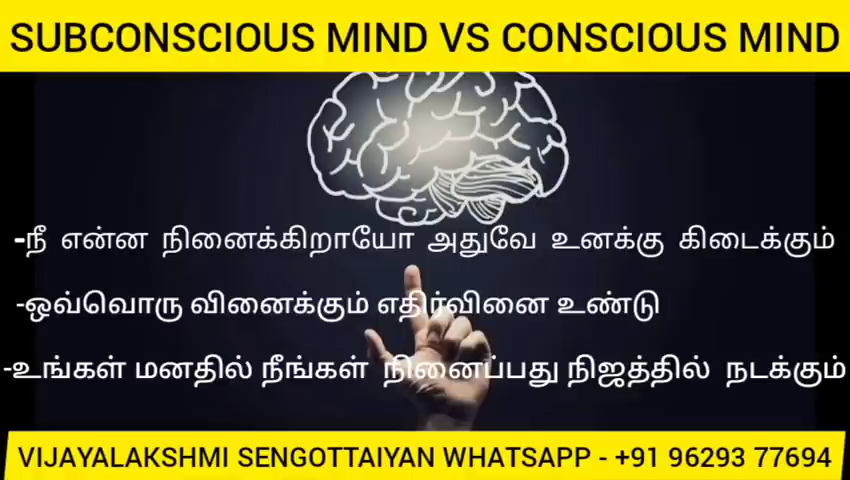 SUBCONSCIOUS MIND VS CONSCIOUS MIND
-நீ என்ன நினைக்கிறாயோ அதுவே உனக்கு கிடைக்கும்
-ஒவ்வொரு வினைக்கும் எதிர்வினை உண்டு
-உங்கள் மனதில் நீங்கள் நினைப்பது நிஜத்தில் நடக்கும்
VIJAYALAKSHMI SENGOTTAIYAN WHATSAPP - +91 96293 77694